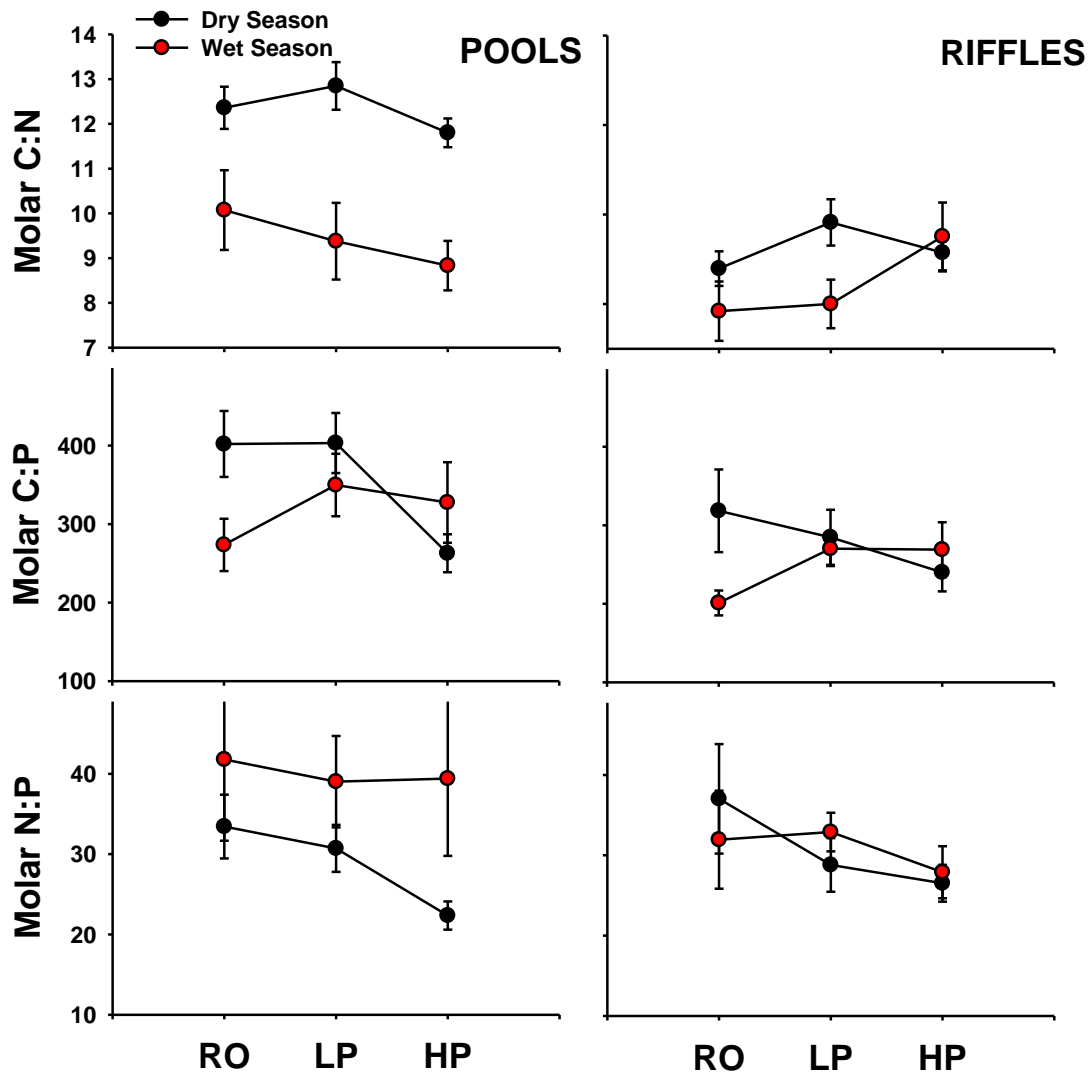 Dry Season
Wet Season
POOLS
RIFFLES
Molar C:N
14
13
12
11
10
9
8
7
Molar C:P
400
300
200
100
Molar N:P
40
30
20
10
RO LP HP
RO LP HP